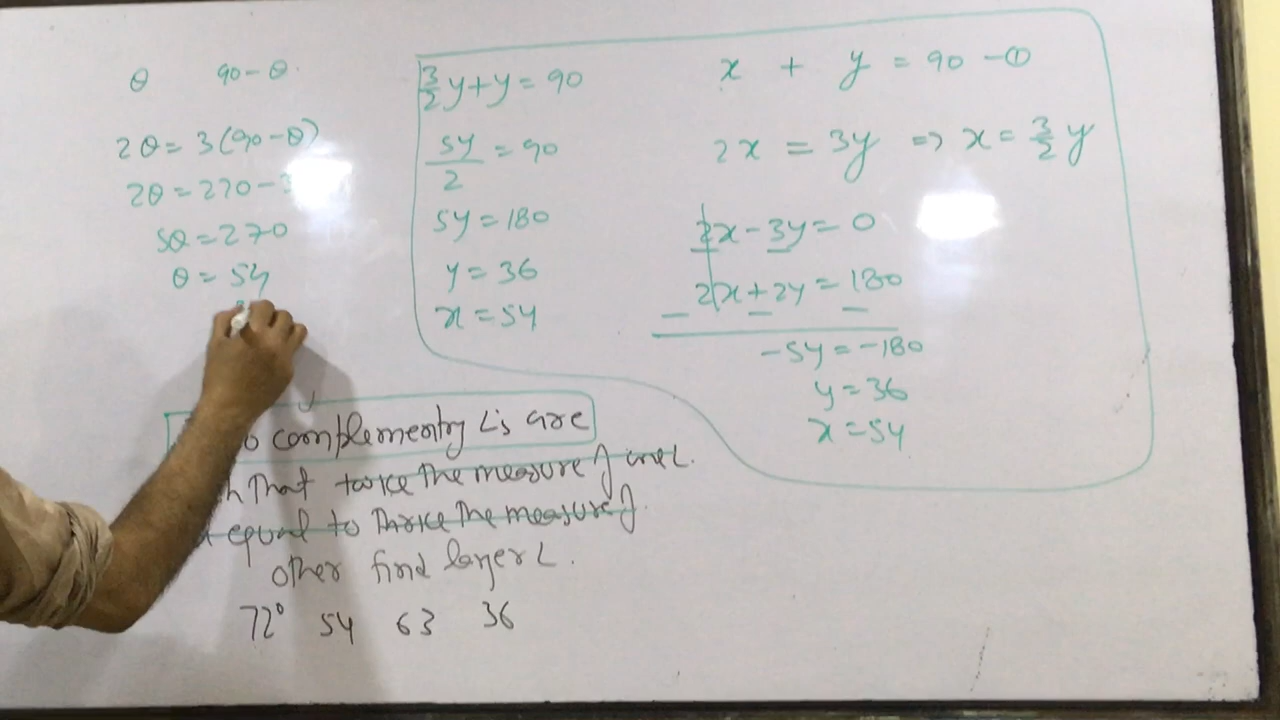 θ 90-θ
2θ = 3(90-θ)
2θ = 270-
5θ = 270
θ = 54
3/2 y+y = 90
5y/2 = 90
5y = 180
y = 36
x = 54
x + y = 90 -①
2x = 3y => x = 3/2 y
2x - 3y = 0
2x + 2y = 180
- - -
-5y = -180
y = 36
x = 54
complementry ∠'s are
That twice the measure of one ∠.
equal to thrice the measure of
other find larger ∠.
72° 54 63 36